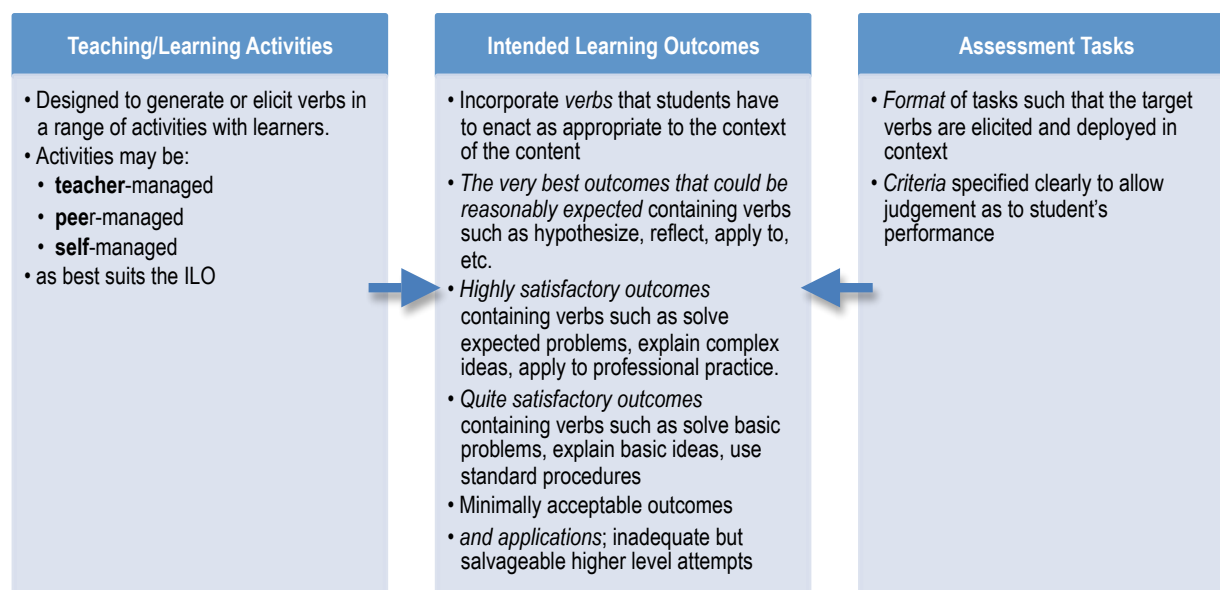 Teaching/Learning Activities
• Designed to generate or elicit verbs in
a range of activities with learners.
• Activities may be:
• teacher-managed
• peer-managed
• self-managed
• as best suits the ILO
Intended Learning Outcomes
• Incorporate verbs that students have
to enact as appropriate to the context
of the content
• The very best outcomes that could be
reasonably expected containing verbs
such as hypothesize, reflect, apply to,
etc.
• Highly satisfactory outcomes
containing verbs such as solve
expected problems, explain complex
ideas, apply to professional practice.
• Quite satisfactory outcomes
containing verbs such as solve basic
problems, explain basic ideas, use
standard procedures
• Minimally acceptable outcomes
• and applications; inadequate but
salvageable higher level attempts
Assessment Tasks
• Format of tasks such that the target
verbs are elicited and deployed in
context
• Criteria specified clearly to allow
judgement as to student's
performance